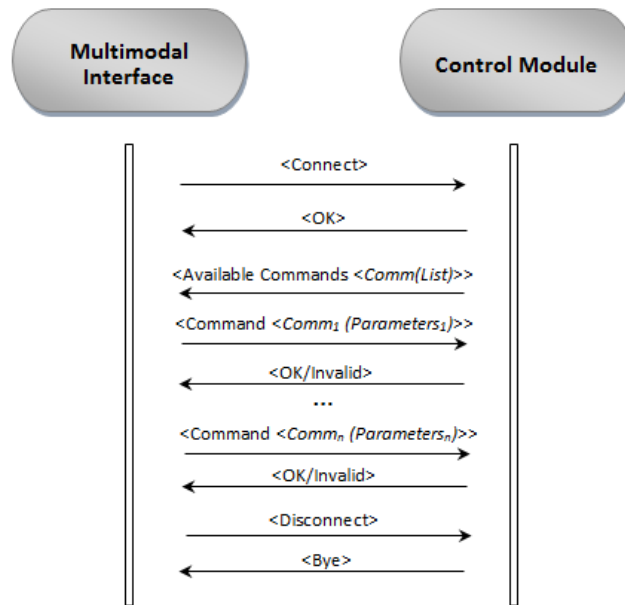 Multimodal
Interface
Control Module
<Connect>
<OK>
<Available Commands <Comm(List)>>
<Command <Comm₁ (Parameters₁)>>
<OK/Invalid>
...
<Command <Commₙ (Parametersₙ)>>
<OK/Invalid>
<Disconnect>
<Bye>